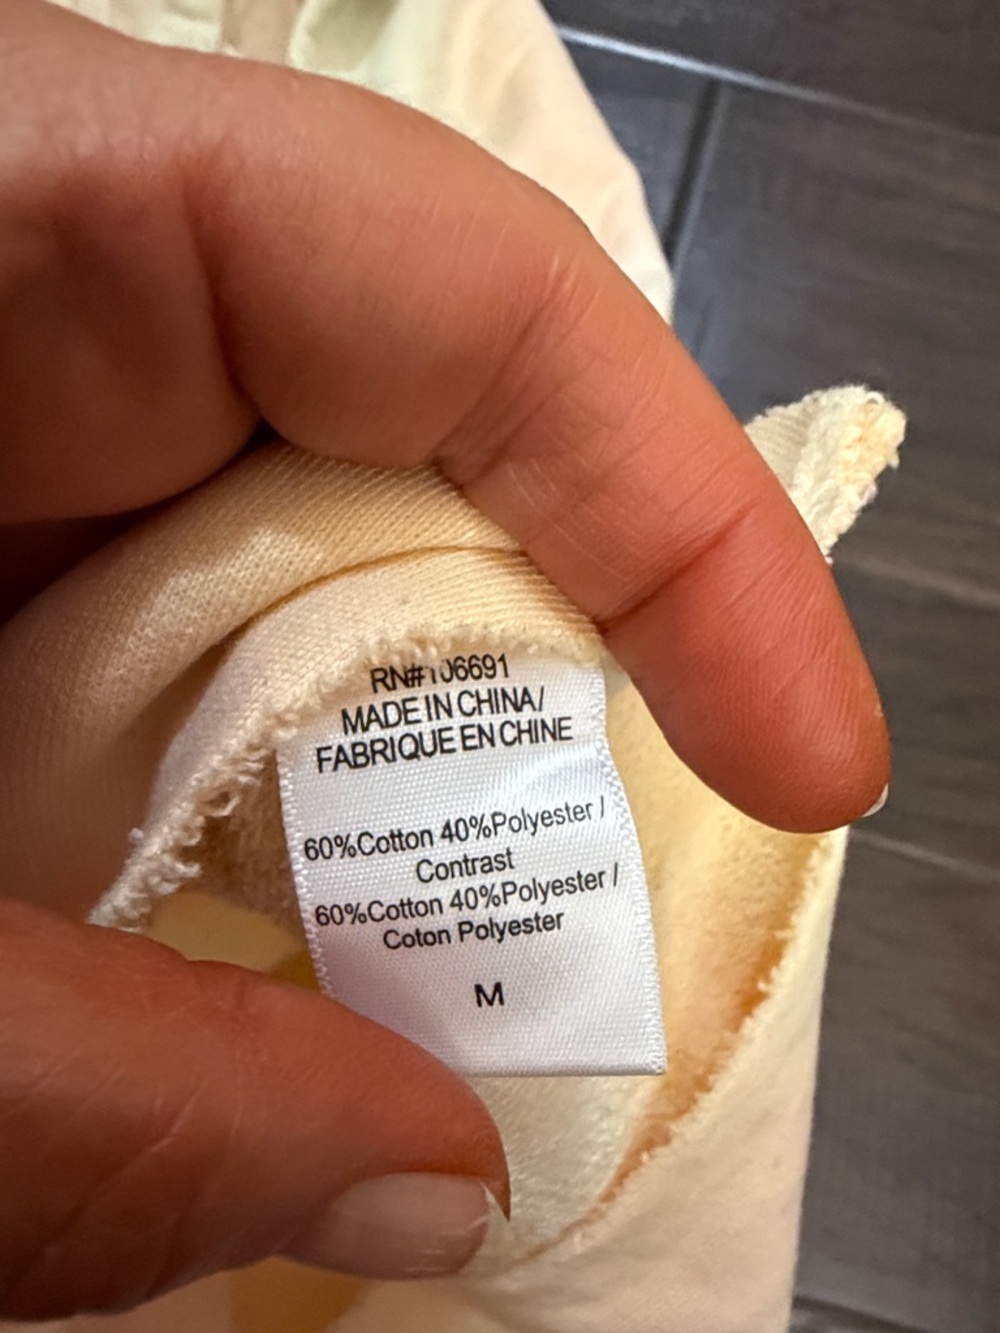 RN#106691
MADE IN CHINA/
FABRIQUE EN CHINE
60%Cotton 40%Polyester /
Contrast
60%Cotton 40%Polyester /
Coton Polyester
M